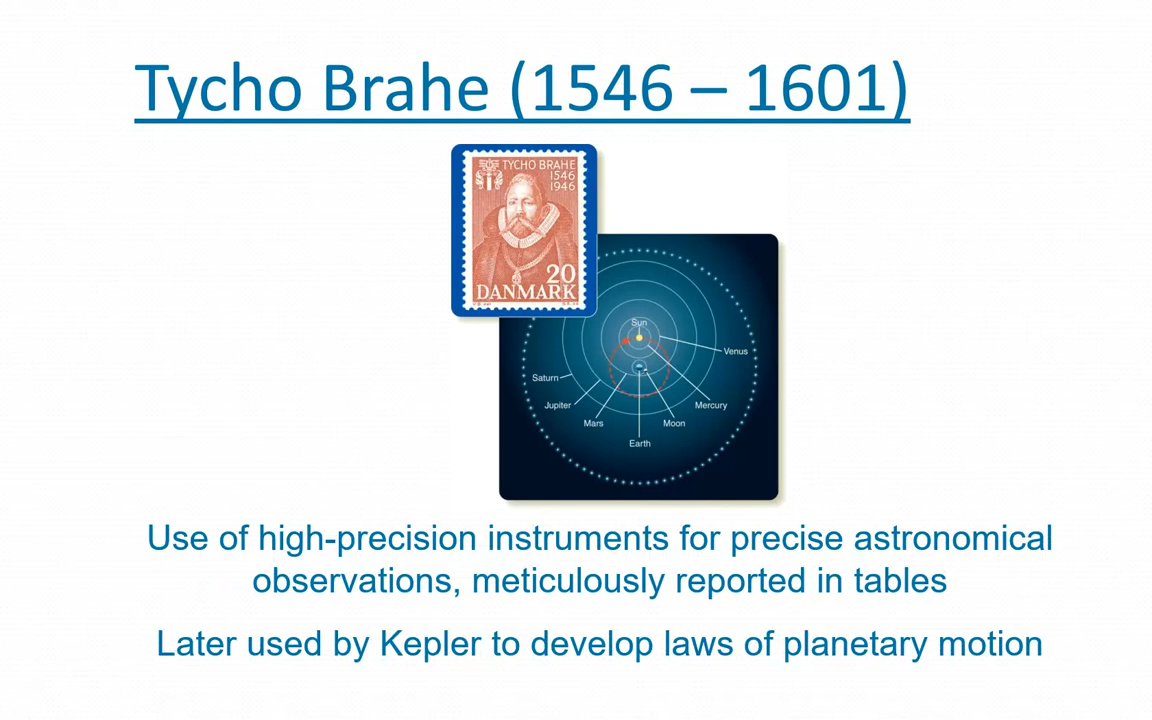 Tycho Brahe (1546 – 1601)
TYCHO BRAHE
1546
1946
20
DANMARK
Sun
Venus
Saturn
Jupiter
Mercury
Mars
Moon
Earth
Use of high-precision instruments for precise astronomical
observations, meticulously reported in tables
Later used by Kepler to develop laws of planetary motion